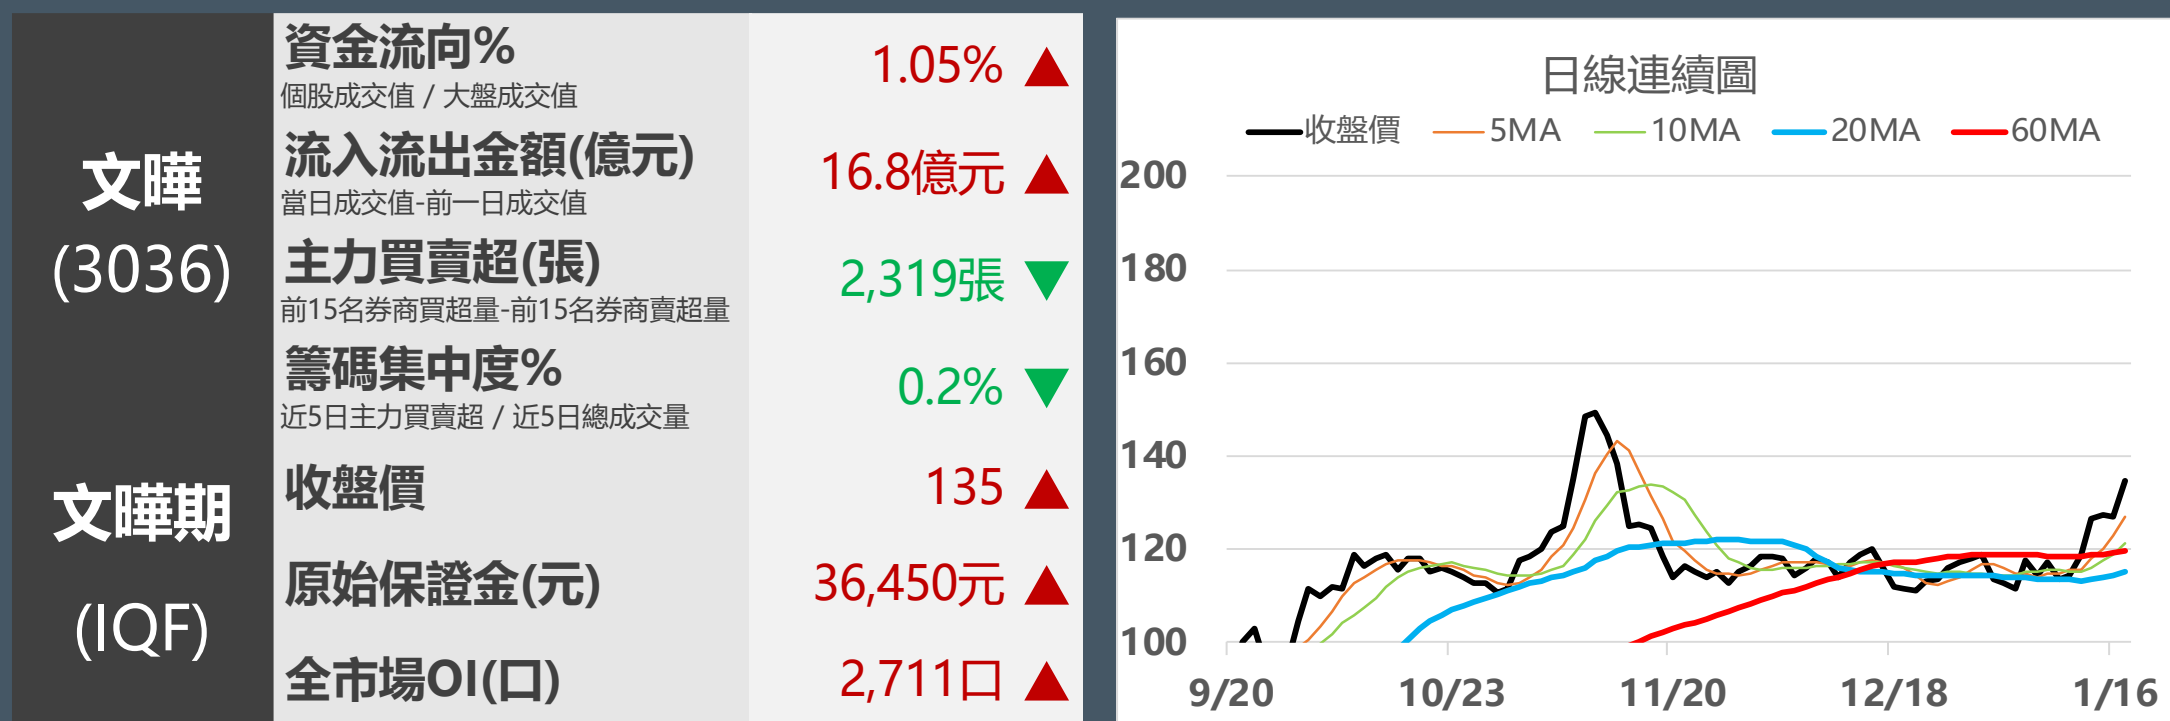 文曄
(3036)
文曄期
(IQF)
資金流向%
個股成交值 / 大盤成交值
1.05% ▲
流入流出金額(億元)
當日成交值-前一日成交值
16.8億元 ▲
主力買賣超(張)
前15名券商買超量-前15名券商賣超量
2,319張 ▼
籌碼集中度%
近5日主力買賣超 / 近5日總成交量
0.2% ▼
收盤價
135 ▲
原始保證金(元)
36,450元 ▲
全市場OI(口)
2,711口 ▲
日線連續圖
收盤價 5MA 10MA 20MA 60MA
200
180
160
140
120
100
9/20 10/23 11/20 12/18 1/16